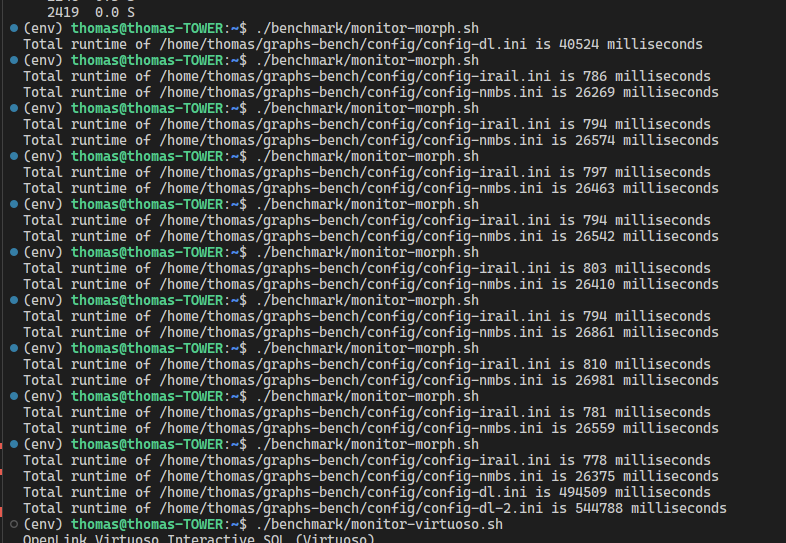 2419  0.0 S
(env) thomas@thomas-TOWER:~$ ./benchmark/monitor-morph.sh
Total runtime of /home/thomas/graphs-bench/config/config-dl.ini is 40524 milliseconds
(env) thomas@thomas-TOWER:~$ ./benchmark/monitor-morph.sh
Total runtime of /home/thomas/graphs-bench/config/config-irail.ini is 786 milliseconds
Total runtime of /home/thomas/graphs-bench/config/config-nmbs.ini is 26269 milliseconds
(env) thomas@thomas-TOWER:~$ ./benchmark/monitor-morph.sh
Total runtime of /home/thomas/graphs-bench/config/config-irail.ini is 794 milliseconds
Total runtime of /home/thomas/graphs-bench/config/config-nmbs.ini is 26574 milliseconds
(env) thomas@thomas-TOWER:~$ ./benchmark/monitor-morph.sh
Total runtime of /home/thomas/graphs-bench/config/config-irail.ini is 797 milliseconds
Total runtime of /home/thomas/graphs-bench/config/config-nmbs.ini is 26463 milliseconds
(env) thomas@thomas-TOWER:~$ ./benchmark/monitor-morph.sh
Total runtime of /home/thomas/graphs-bench/config/config-irail.ini is 794 milliseconds
Total runtime of /home/thomas/graphs-bench/config/config-nmbs.ini is 26542 milliseconds
(env) thomas@thomas-TOWER:~$ ./benchmark/monitor-morph.sh
Total runtime of /home/thomas/graphs-bench/config/config-irail.ini is 803 milliseconds
Total runtime of /home/thomas/graphs-bench/config/config-nmbs.ini is 26410 milliseconds
(env) thomas@thomas-TOWER:~$ ./benchmark/monitor-morph.sh
Total runtime of /home/thomas/graphs-bench/config/config-irail.ini is 794 milliseconds
Total runtime of /home/thomas/graphs-bench/config/config-nmbs.ini is 26861 milliseconds
(env) thomas@thomas-TOWER:~$ ./benchmark/monitor-morph.sh
Total runtime of /home/thomas/graphs-bench/config/config-irail.ini is 810 milliseconds
Total runtime of /home/thomas/graphs-bench/config/config-nmbs.ini is 26981 milliseconds
(env) thomas@thomas-TOWER:~$ ./benchmark/monitor-morph.sh
Total runtime of /home/thomas/graphs-bench/config/config-irail.ini is 781 milliseconds
Total runtime of /home/thomas/graphs-bench/config/config-nmbs.ini is 26559 milliseconds
(env) thomas@thomas-TOWER:~$ ./benchmark/monitor-morph.sh
Total runtime of /home/thomas/graphs-bench/config/config-irail.ini is 778 milliseconds
Total runtime of /home/thomas/graphs-bench/config/config-nmbs.ini is 26375 milliseconds
Total runtime of /home/thomas/graphs-bench/config/config-dl.ini is 494509 milliseconds
Total runtime of /home/thomas/graphs-bench/config/config-dl-2.ini is 544788 milliseconds
(env) thomas@thomas-TOWER:~$ ./benchmark/monitor-virtuoso.sh
OpenLink Virtuoso Interactive SQL (Virtuoso)